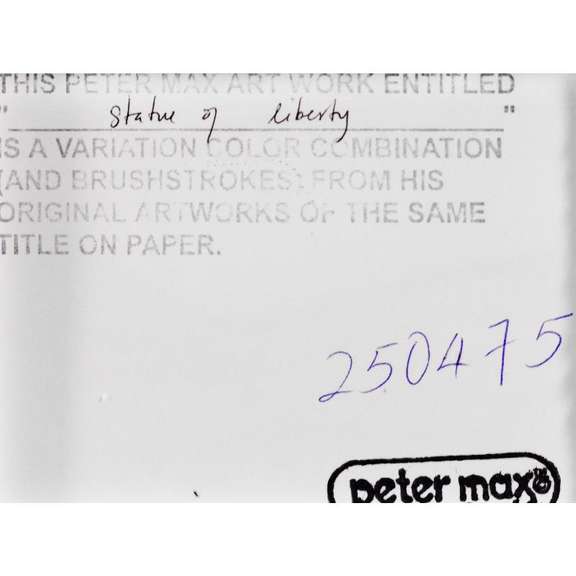 THIS PETER MAX ART WORK ENTITLED
" Statue of liberty "
IS A VARIATION COLOR COMBINATION
(AND BRUSHSTROKES) FROM HIS
ORIGINAL ARTWORKS OF THE SAME
TITLE ON PAPER.
250475
peter max